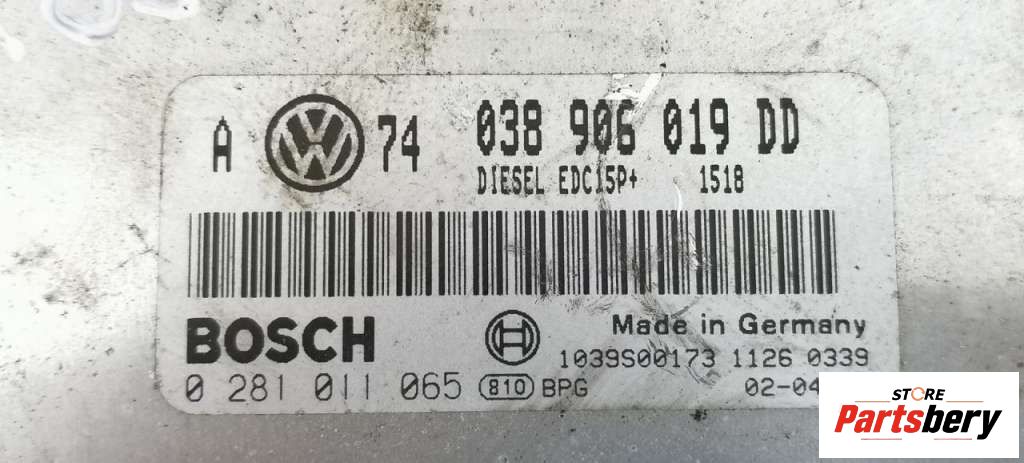 A VW 74 038 906 019 DD
DIESEL EDC15P+ 1518
BOSCH
Made in Germany
1039S00173 1126 0339
0 281 011 065 810 BPG 02-04
STORE
Partsbery